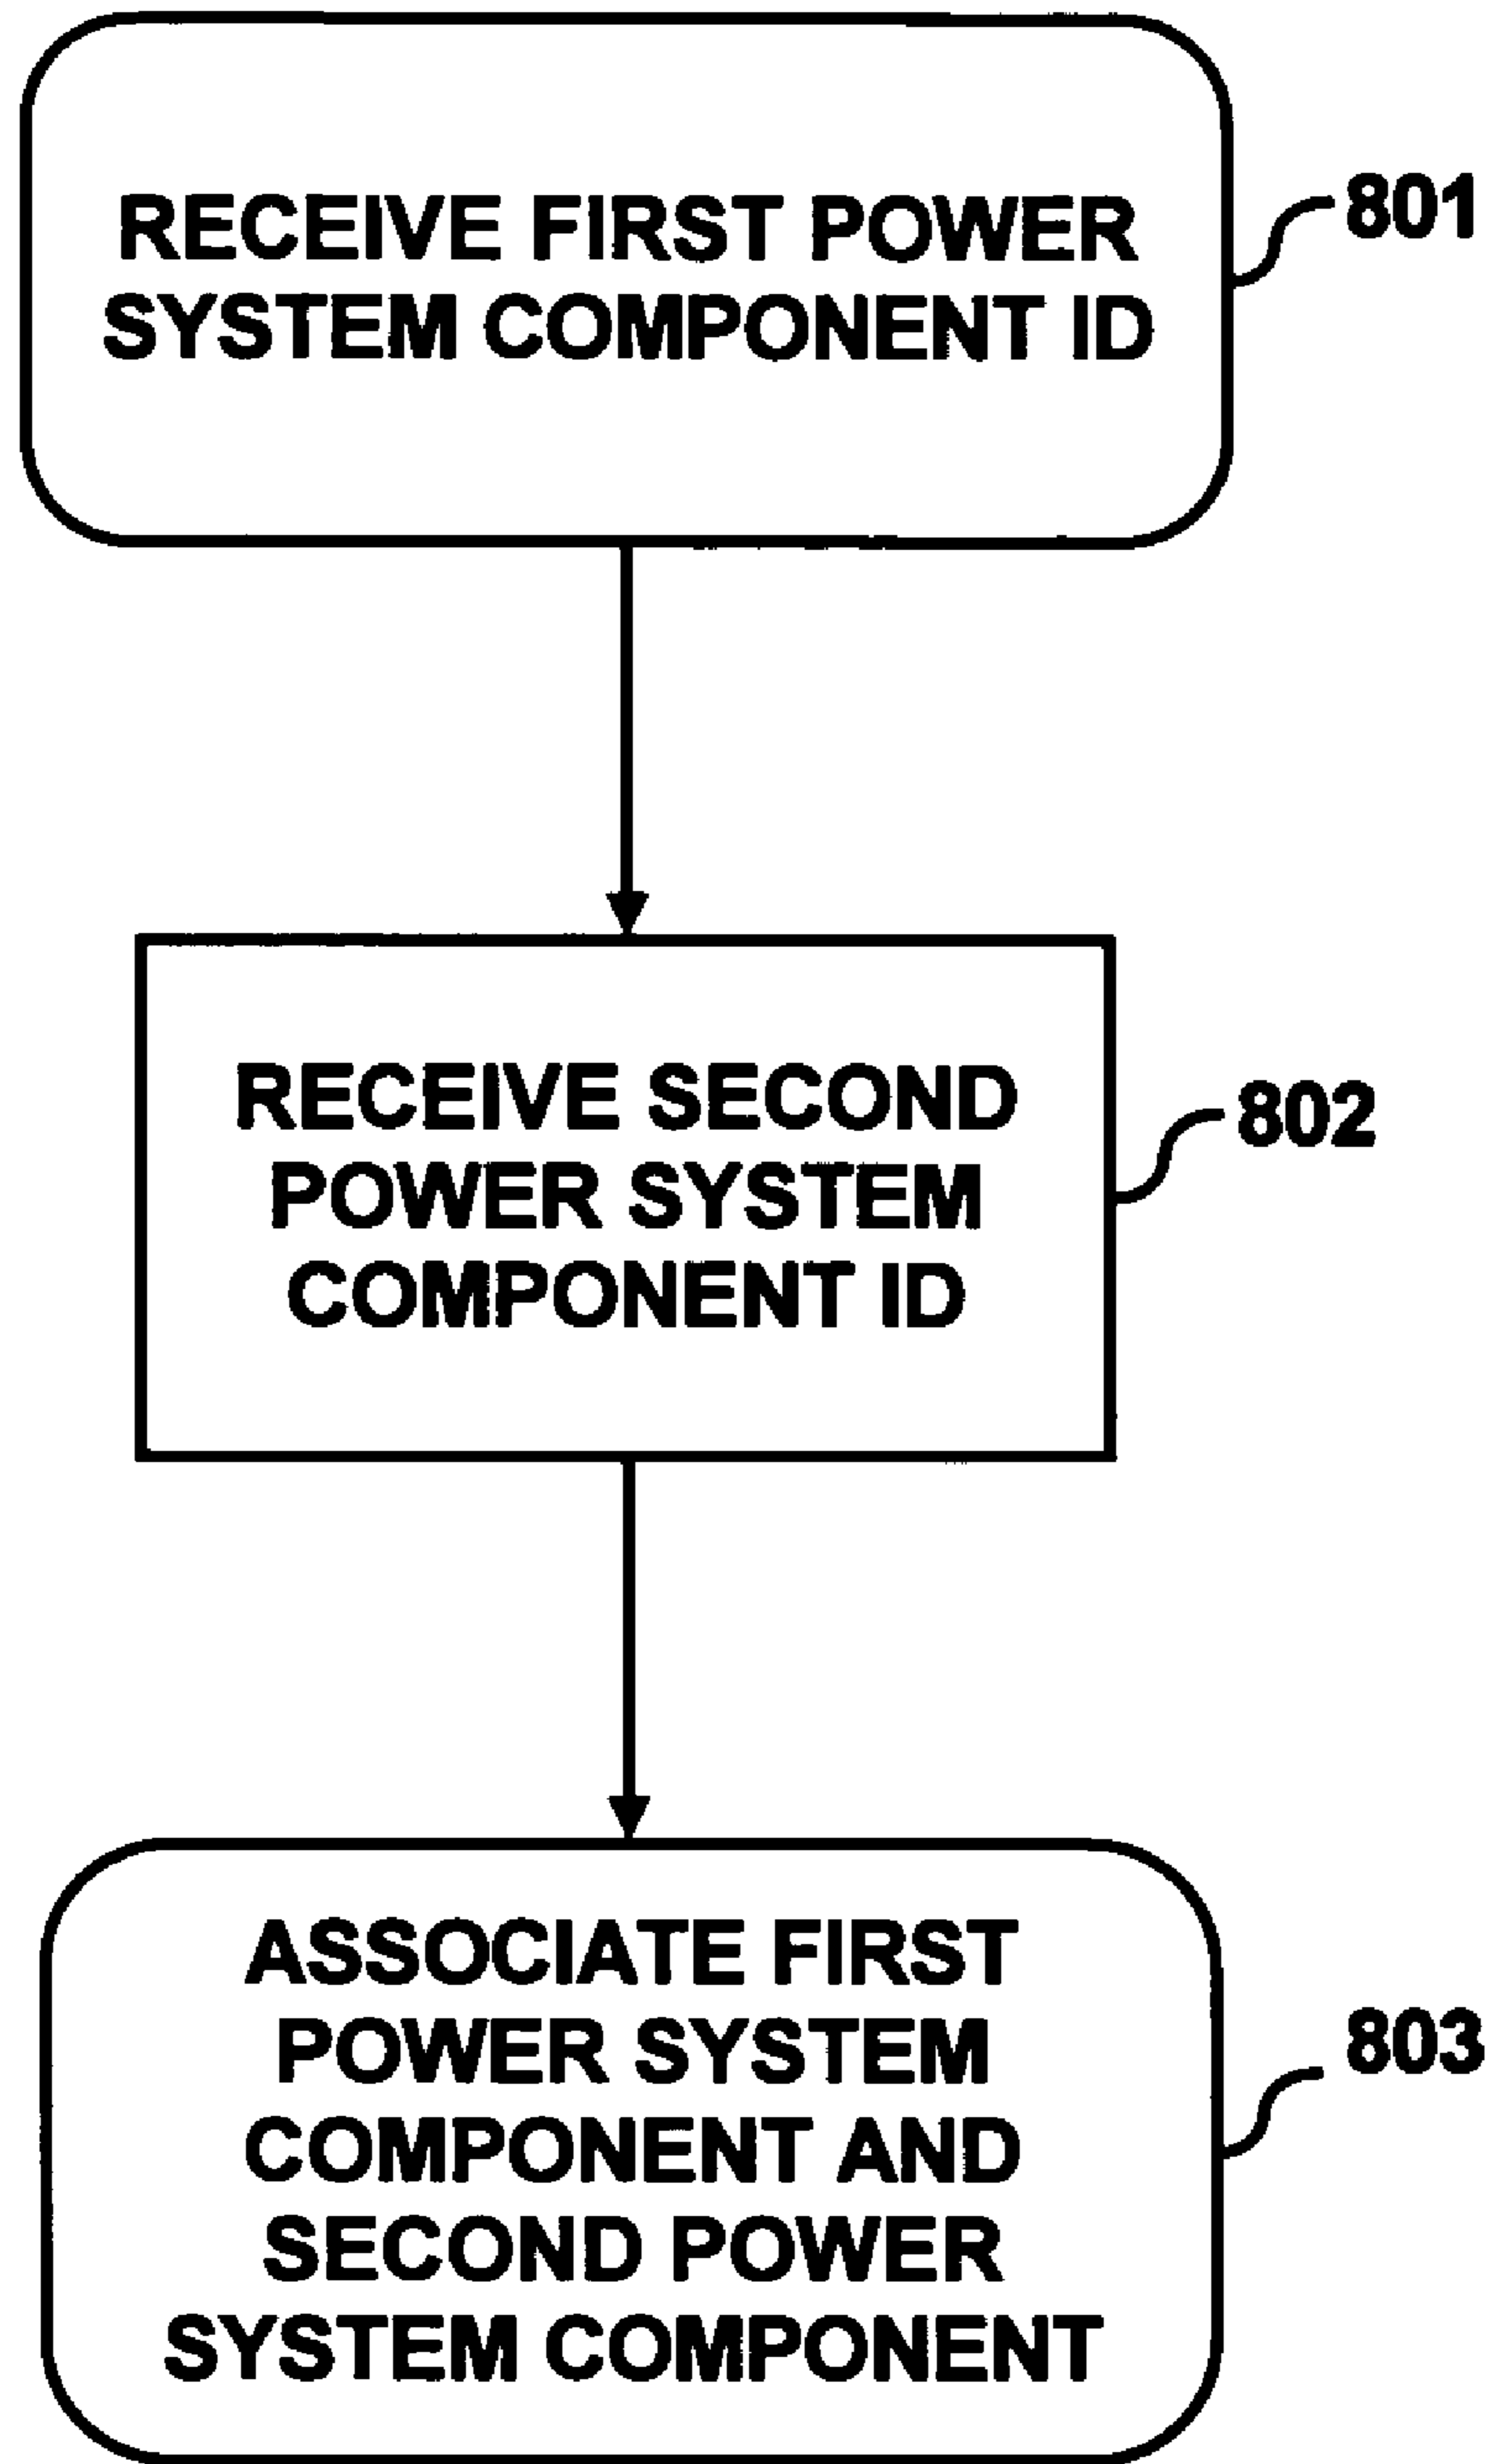 RECEIVE FIRST POWER
SYSTEM COMPONENT ID
801
RECEIVE SECOND
POWER SYSTEM
COMPONENT ID
802
ASSOCIATE FIRST
POWER SYSTEM
COMPONENT AND
SECOND POWER
SYSTEM COMPONENT
803